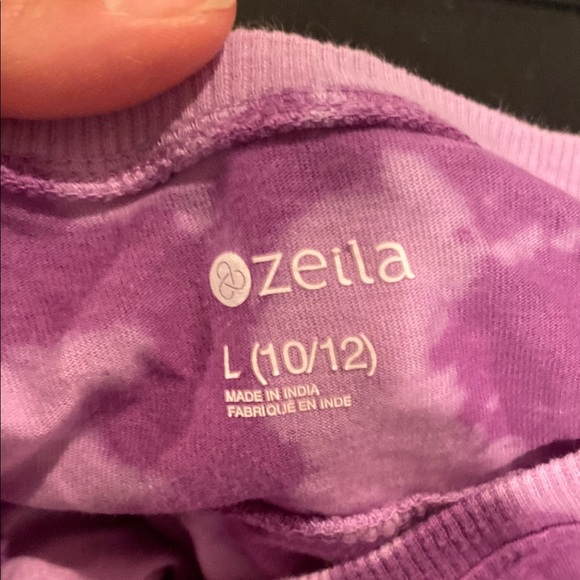 zeila
L (10/12)
MADE IN INDIA
FABRIQUÉ EN INDE